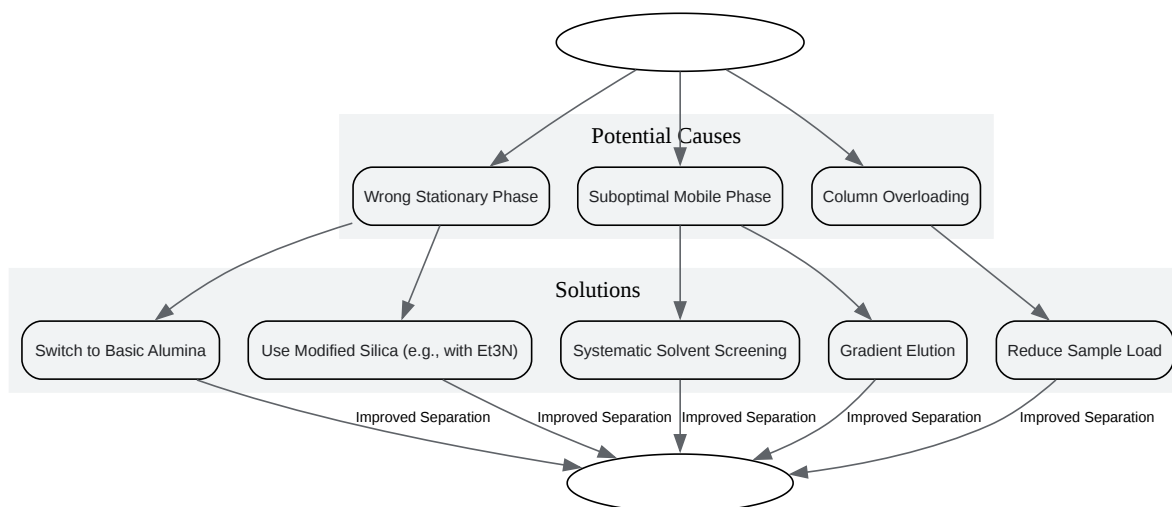 Potential Causes
Wrong Stationary Phase
Suboptimal Mobile Phase
Column Overloading
Solutions
Switch to Basic Alumina
Use Modified Silica (e.g., with Et3N)
Systematic Solvent Screening
Gradient Elution
Reduce Sample Load
Improved Separation
Improved Separation
Improved Separation
Improved Separation
Improved Separation